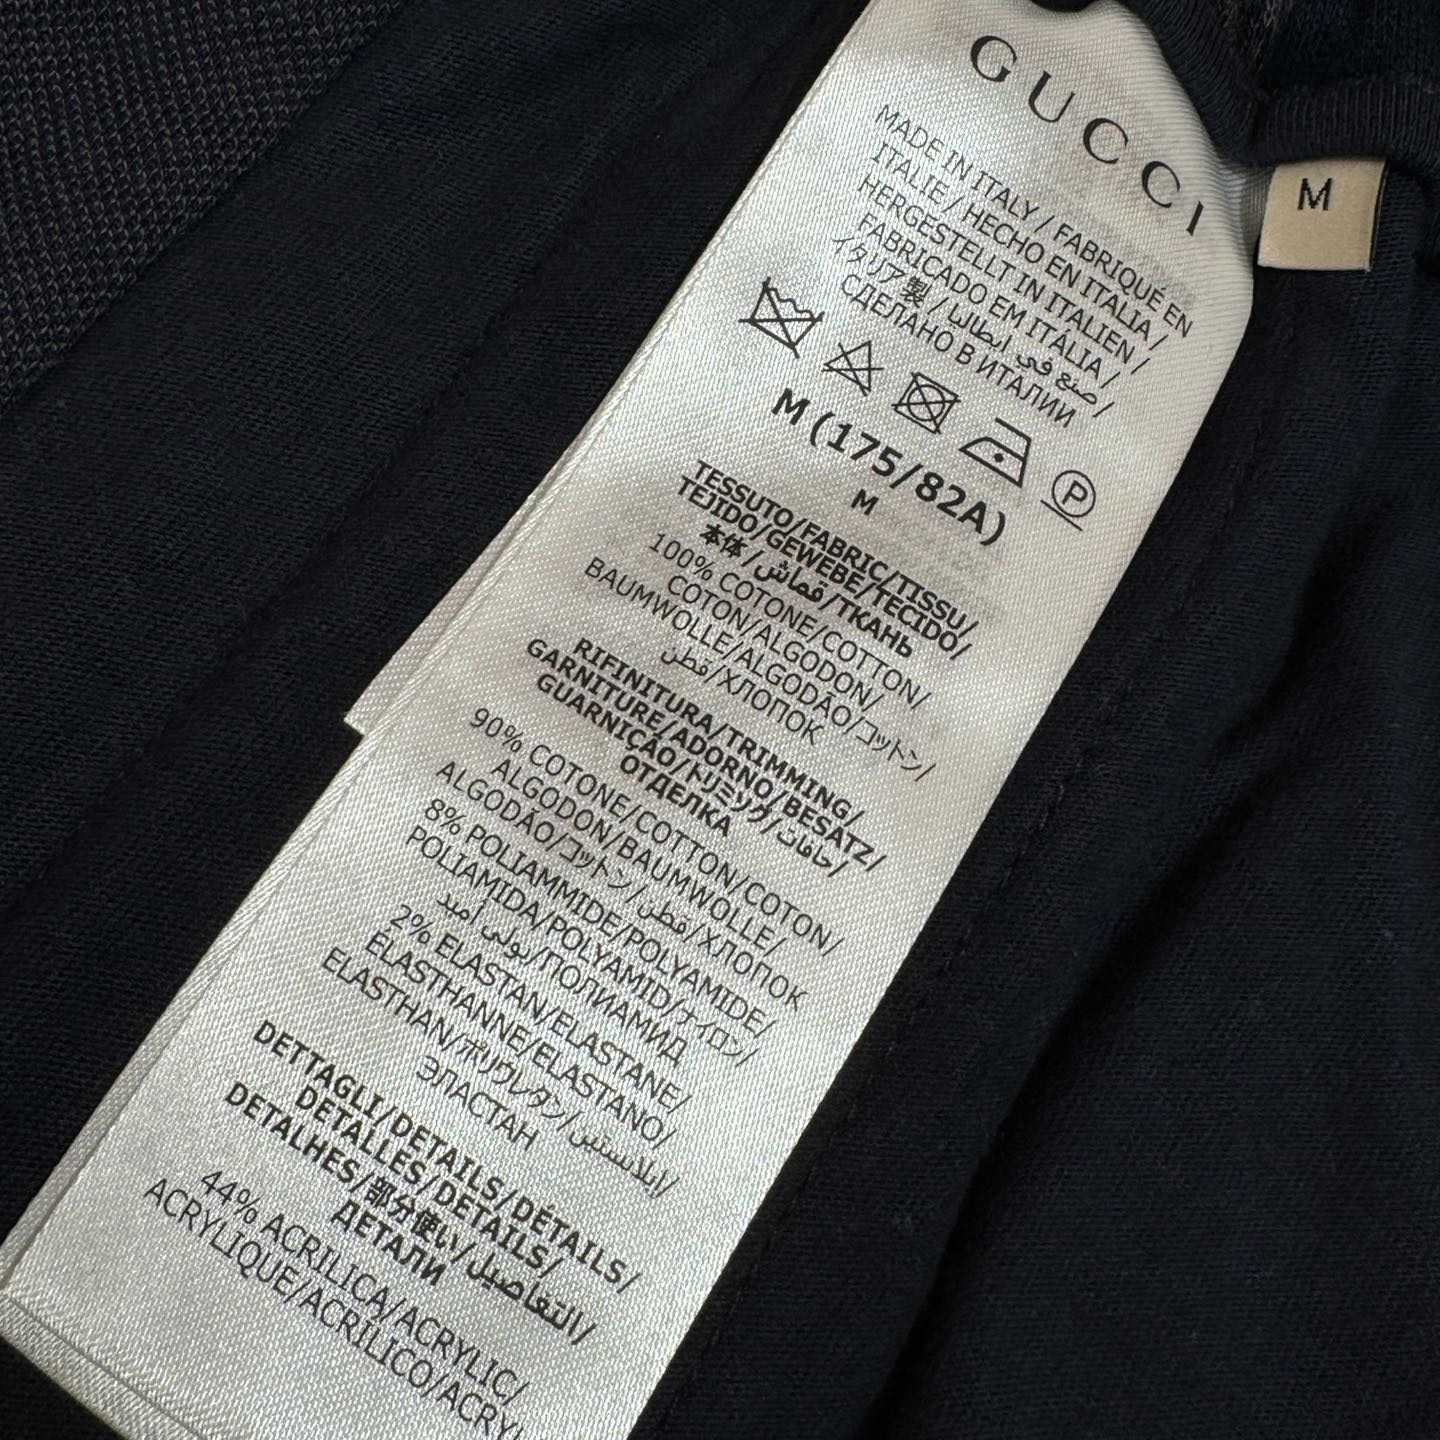 GUCCI
M
MADE IN ITALY / FABRIQUÉ EN
ITALIE / HECHO EN ITALIA /
HERGESTELLT IN ITALIEN /
FABRICADO EM ITÁLIA /
イタリア製 / صنع في ايطاليا /
СДЕЛАНО В ИТАЛИИ
P
M (175/82A)
M
TESSUTO/FABRIC/TISSU/
TEJIDO/GEWEBE/TECIDO/
本体/قماش/ТКАНЬ
100% COTONE/COTTON/
COTON/ALGODON/
BAUMWOLLE/ALGODÃO/コットン/
قطن/ХЛОПОК
RIFINITURA/TRIMMING/
GARNITURE/ADORNO/BESATZ/
GUARNIÇÃO/トリミング/حافات/
ОТДЕЛКА
90% COTONE/COTTON/COTON/
ALGODON/BAUMWOLLE/
ALGODÃO/コットン/قطن/ХЛОПОК
8% POLIAMMIDE/POLYAMIDE/
POLIAMIDA/POLYAMID/ナイロン/
بولي أميد/ПОЛИАМИД
2% ELASTAN/ELASTANE/
ÉLASTHANNE/ELASTANO/
ELASTHAN/ポリウレタン/إيلاستين/
ЭЛАСТАН
DETTAGLI/DETAILS/DÉTAILS/
DETALLES/DETAILS/
DETALHES/部分使い/التفاصيل/
ДЕТАЛИ
44% ACRILICA/ACRYLIC/
ACRYLIQUE/ACRÍLICO/ACRY